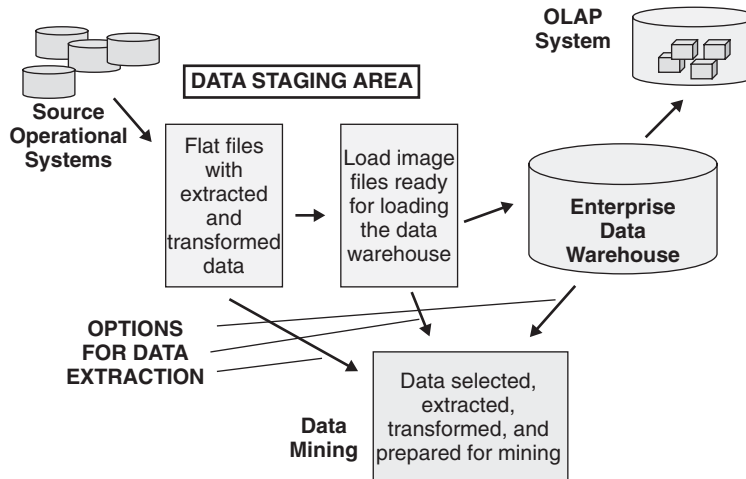 OLAP
System
DATA STAGING AREA
Source
Operational
Systems
Flat files
with
extracted
and
transformed
data
Load image
files ready
for loading
the data
warehouse
Enterprise
Data
Warehouse
OPTIONS
FOR DATA
EXTRACTION
Data
Mining
Data selected,
extracted,
transformed, and
prepared for mining